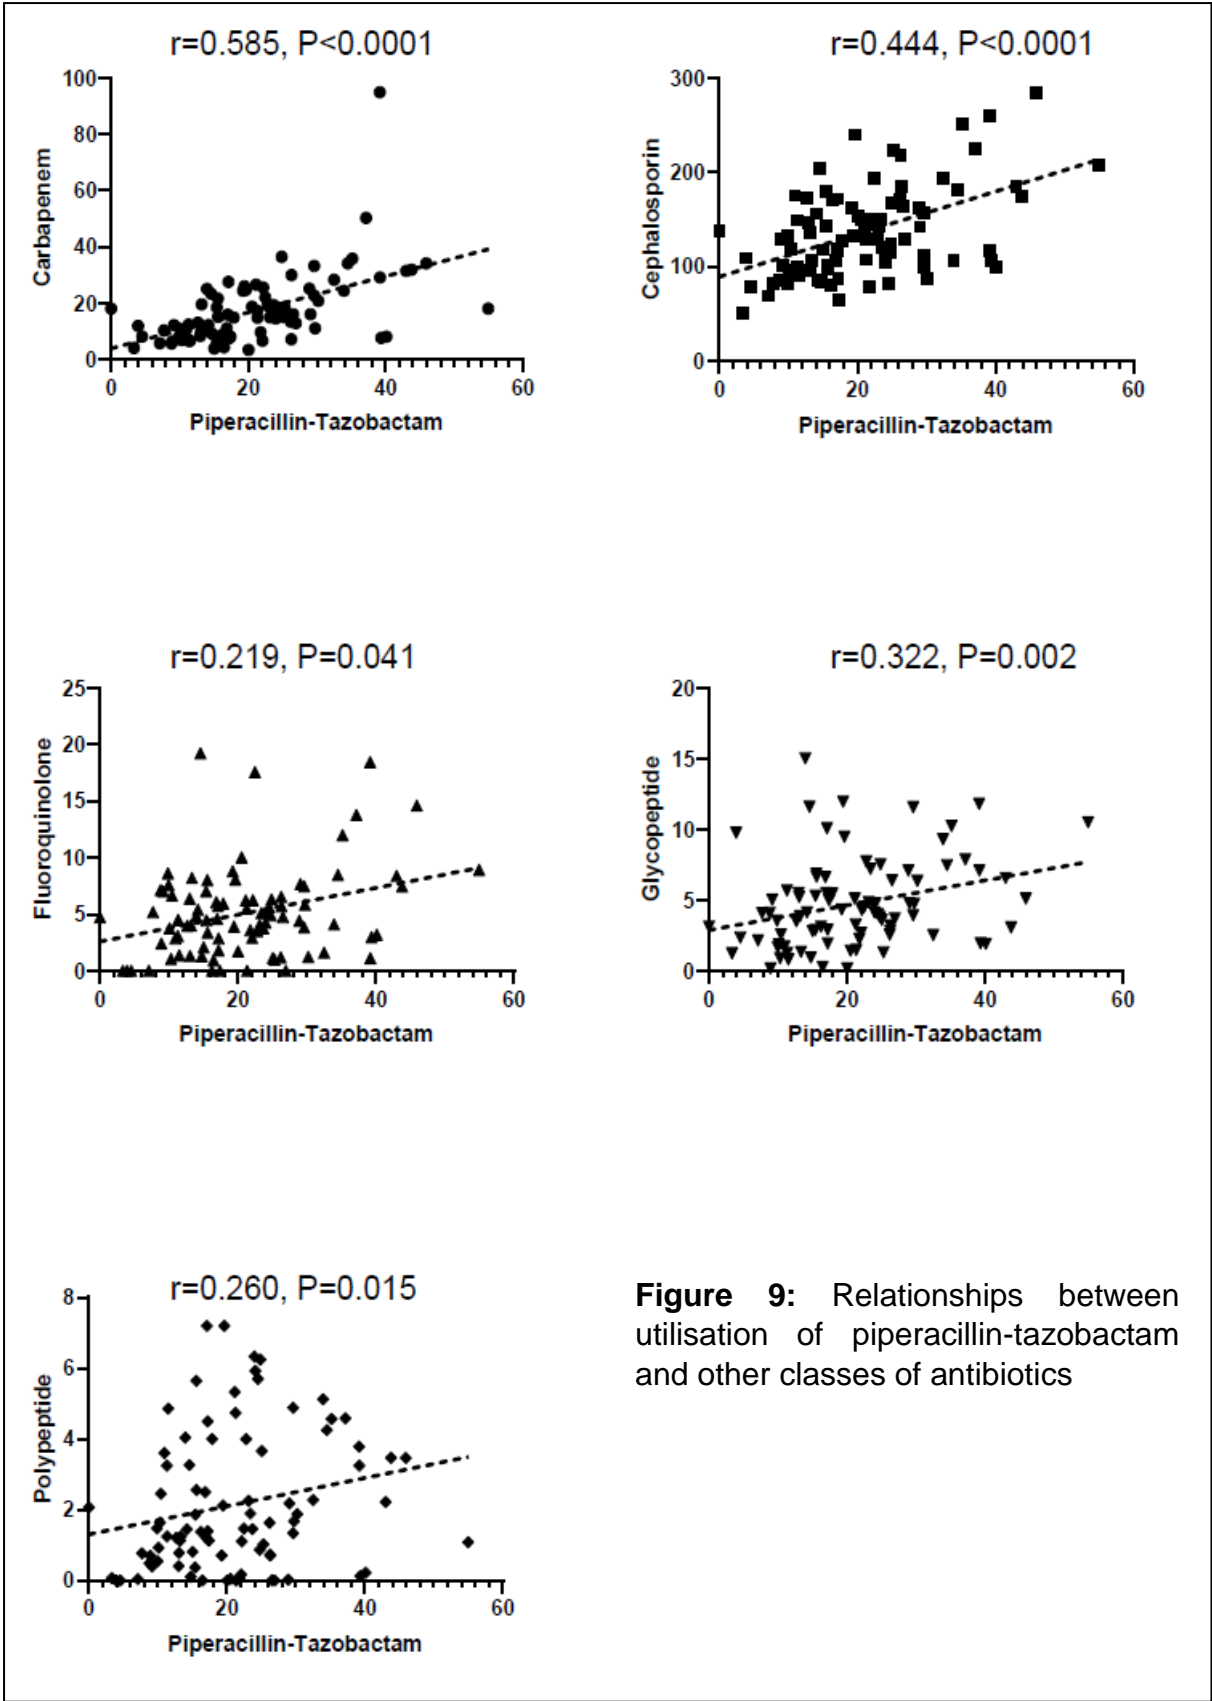 r=0.585, P<0.0001
100
80
60
40
20
0
Carbapenem
0 20 40 60
Piperacillin-Tazobactam
r=0.444, P<0.0001
300
200
100
0
Cephalosporin
0 20 40 60
Piperacillin-Tazobactam
r=0.219, P=0.041
25
20
15
10
5
0
Fluoroquinolone
0 20 40 60
Piperacillin-Tazobactam
r=0.322, P=0.002
20
15
10
5
0
Glycopeptide
0 20 40 60
Piperacillin-Tazobactam
r=0.260, P=0.015
8
6
4
2
0
Polypeptide
0 20 40 60
Piperacillin-Tazobactam
Figure 9: Relationships between
utilisation of piperacillin-tazobactam
and other classes of antibiotics